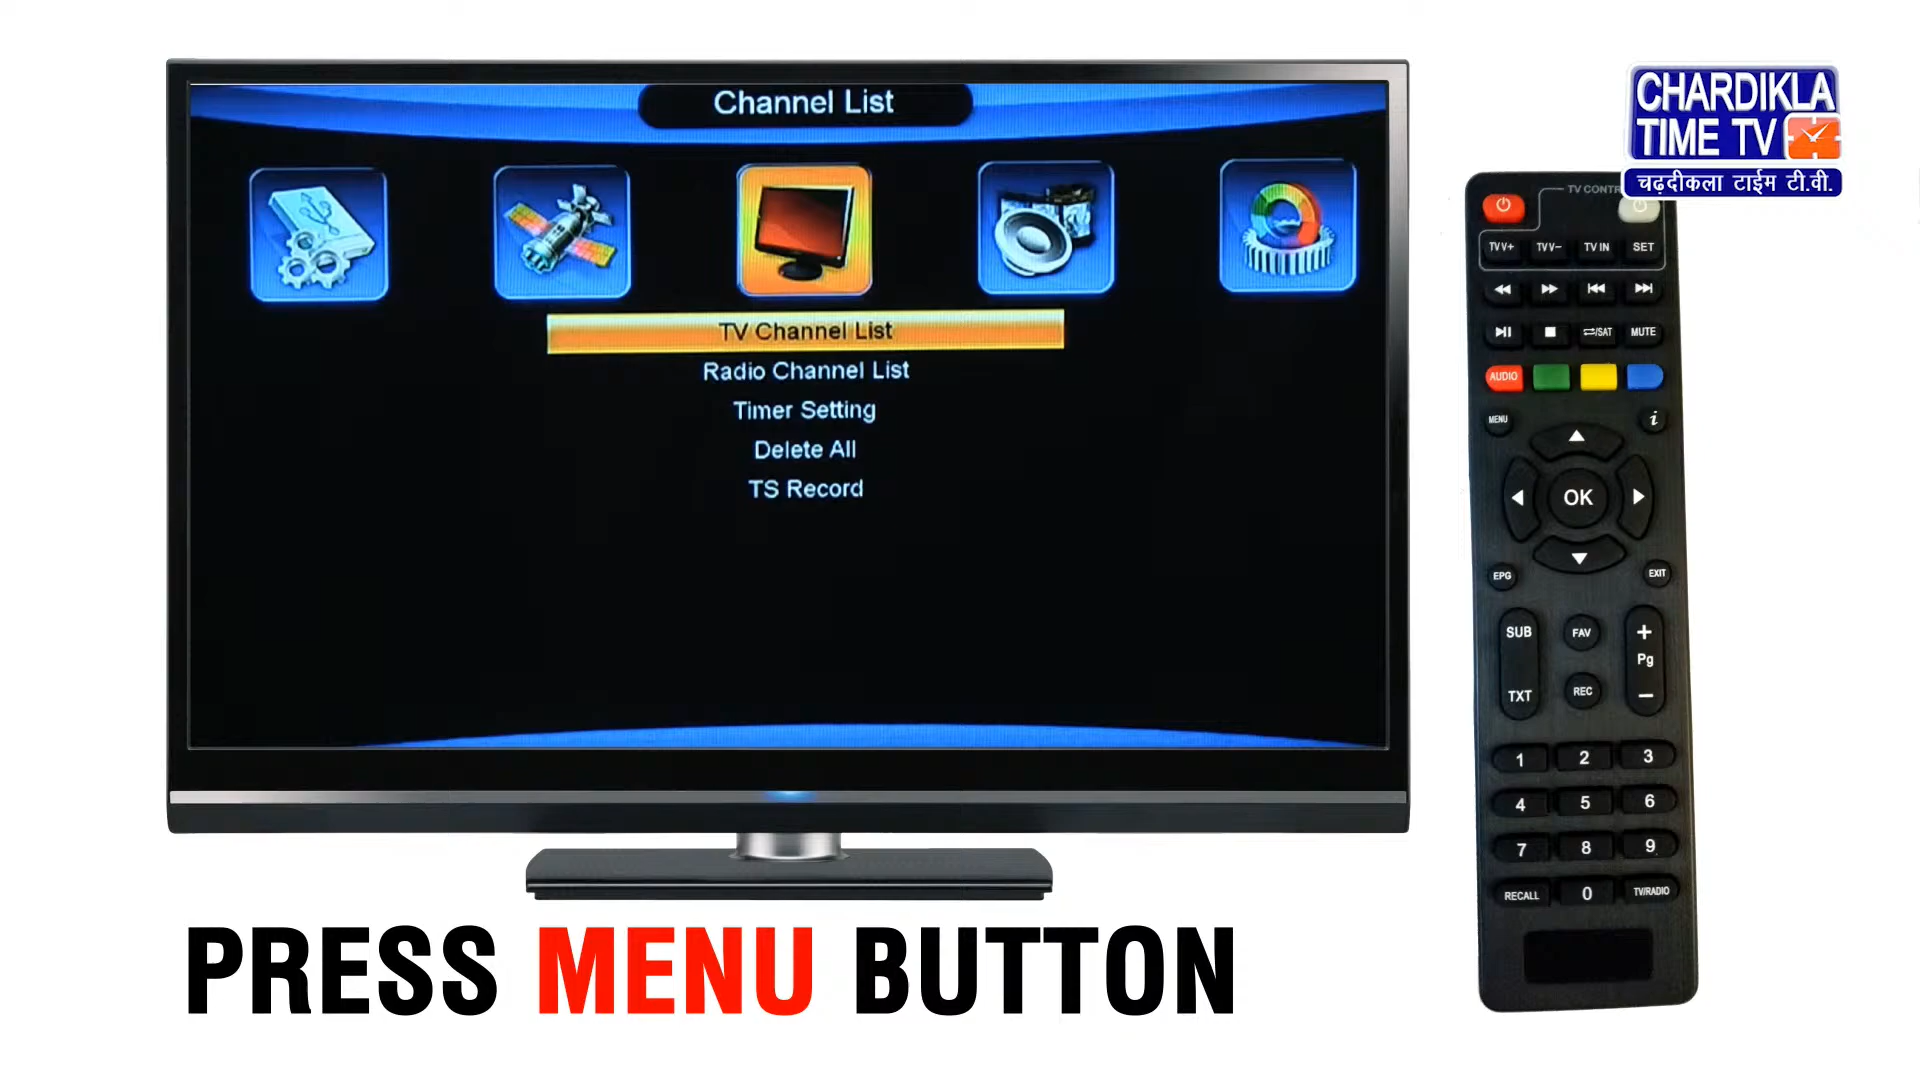 Channel List
TV Channel List
Radio Channel List
Timer Setting
Delete All
TS Record
PRESS MENU BUTTON
CHARDIKLA
TIME TV
चढ़दीकला टाईम टी.वी.
TV V+ TV V- TV IN SET
/SAT MUTE
AUDIO
MENU i
OK
EPG EXIT
SUB FAV +
Pg
TXT REC -
1 2 3
4 5 6
7 8 9
RECALL 0 TV/RADIO